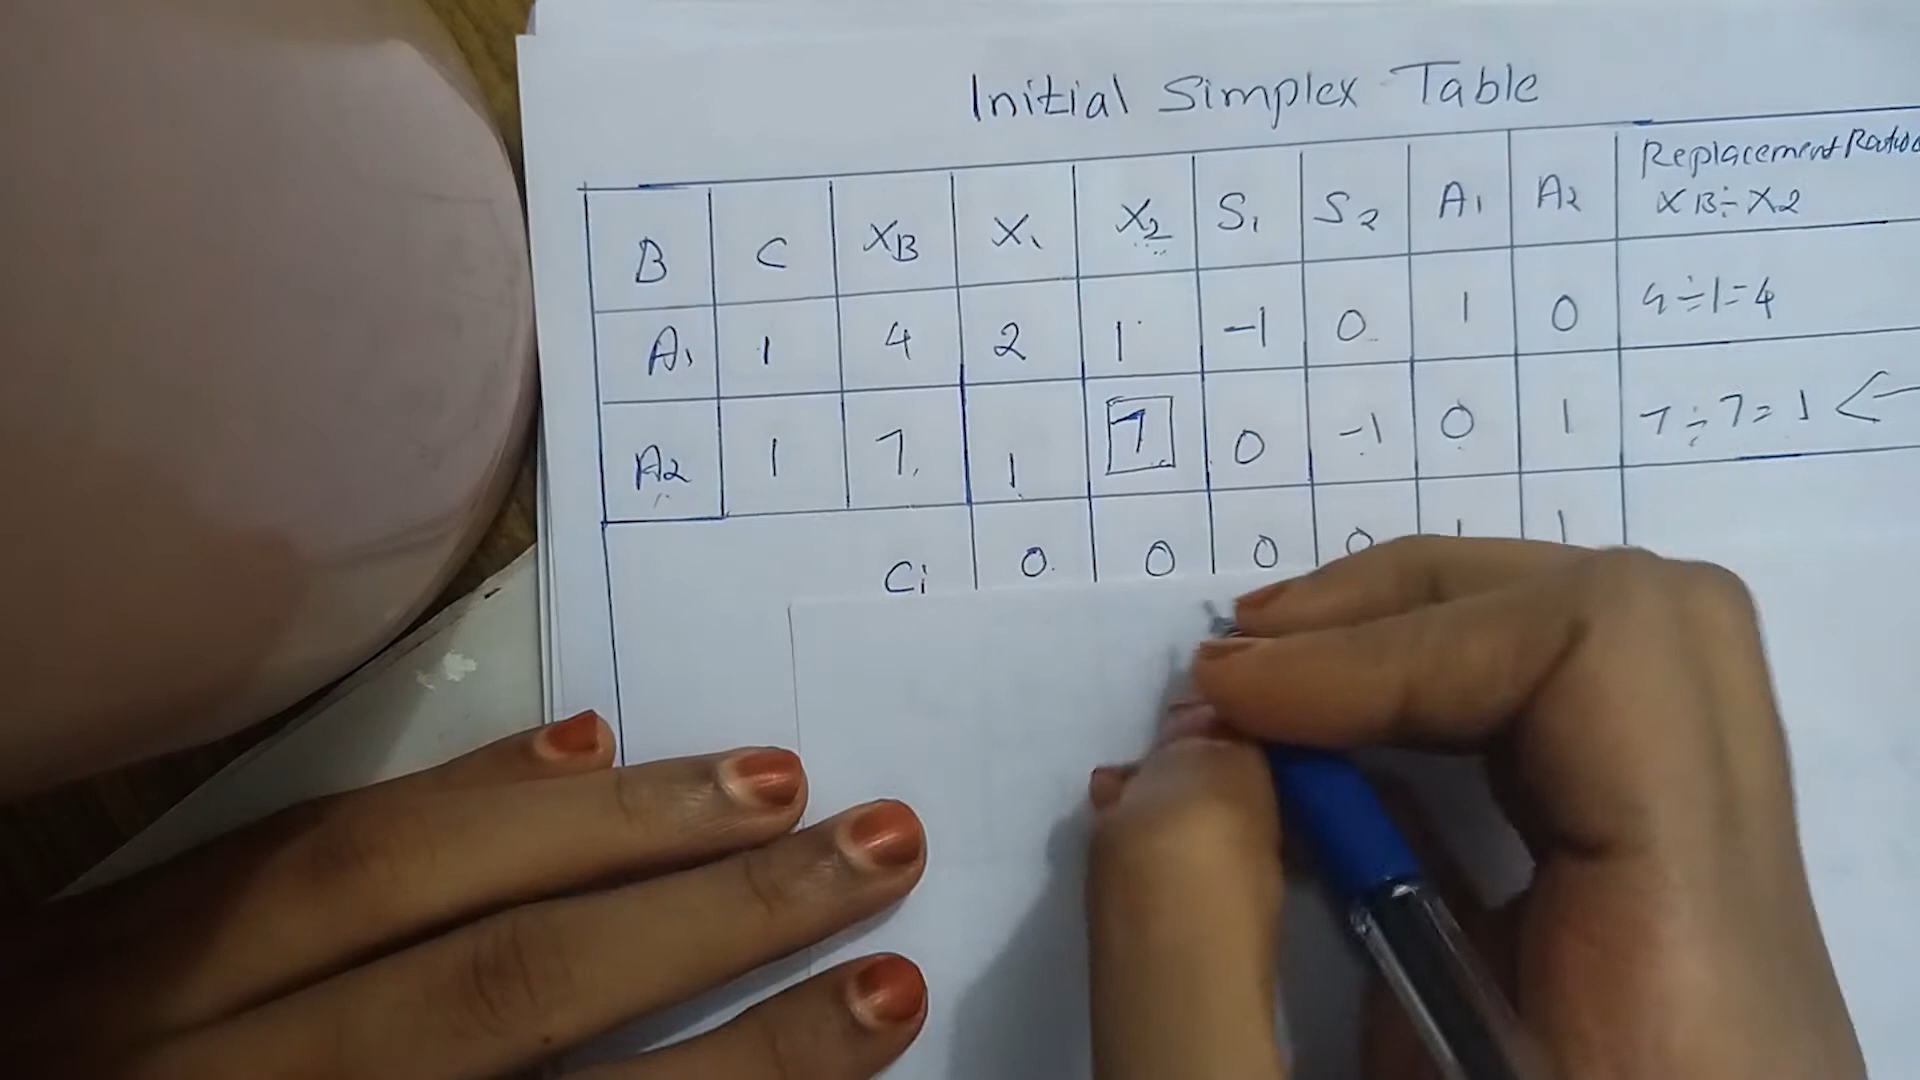 Initial Simplex Table
B C XB X1 X2 S1 S2 A1 A2 Replacement Ratio XB÷X2
A1 1 4 2 1 -1 0 1 0 4÷1=4
A2 1 7 1 7 0 -1 0 1 7÷7=1 ←
Ci 0 0 0 0 1 1